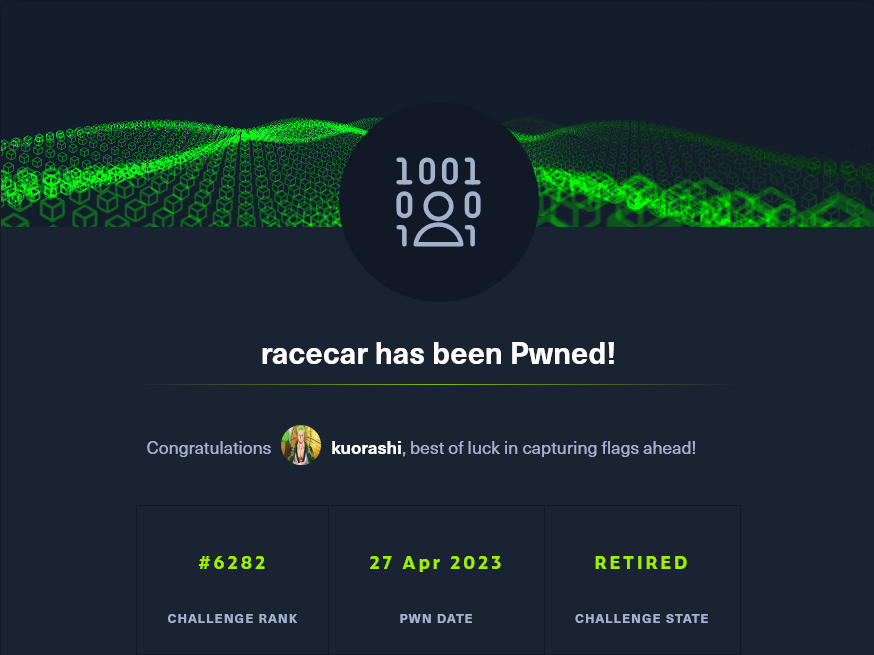 1001
0 0
1 1
racecar has been Pwned!
Congratulations kuorashi, best of luck in capturing flags ahead!
#6282 27 Apr 2023 RETIRED
CHALLENGE RANK PWN DATE CHALLENGE STATE